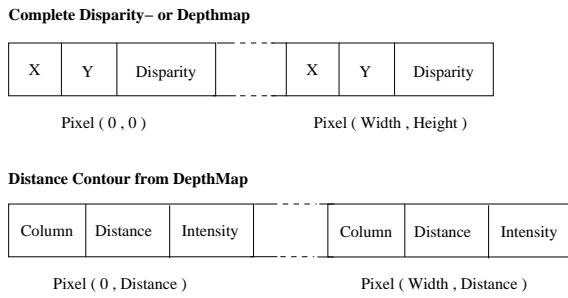 Complete Disparity− or Depthmap
X Y Disparity X Y Disparity
Pixel ( 0 , 0 ) Pixel ( Width , Height )
Distance Contour from DepthMap
Column Distance Intensity Column Distance Intensity
Pixel ( 0 , Distance ) Pixel ( Width , Distance )